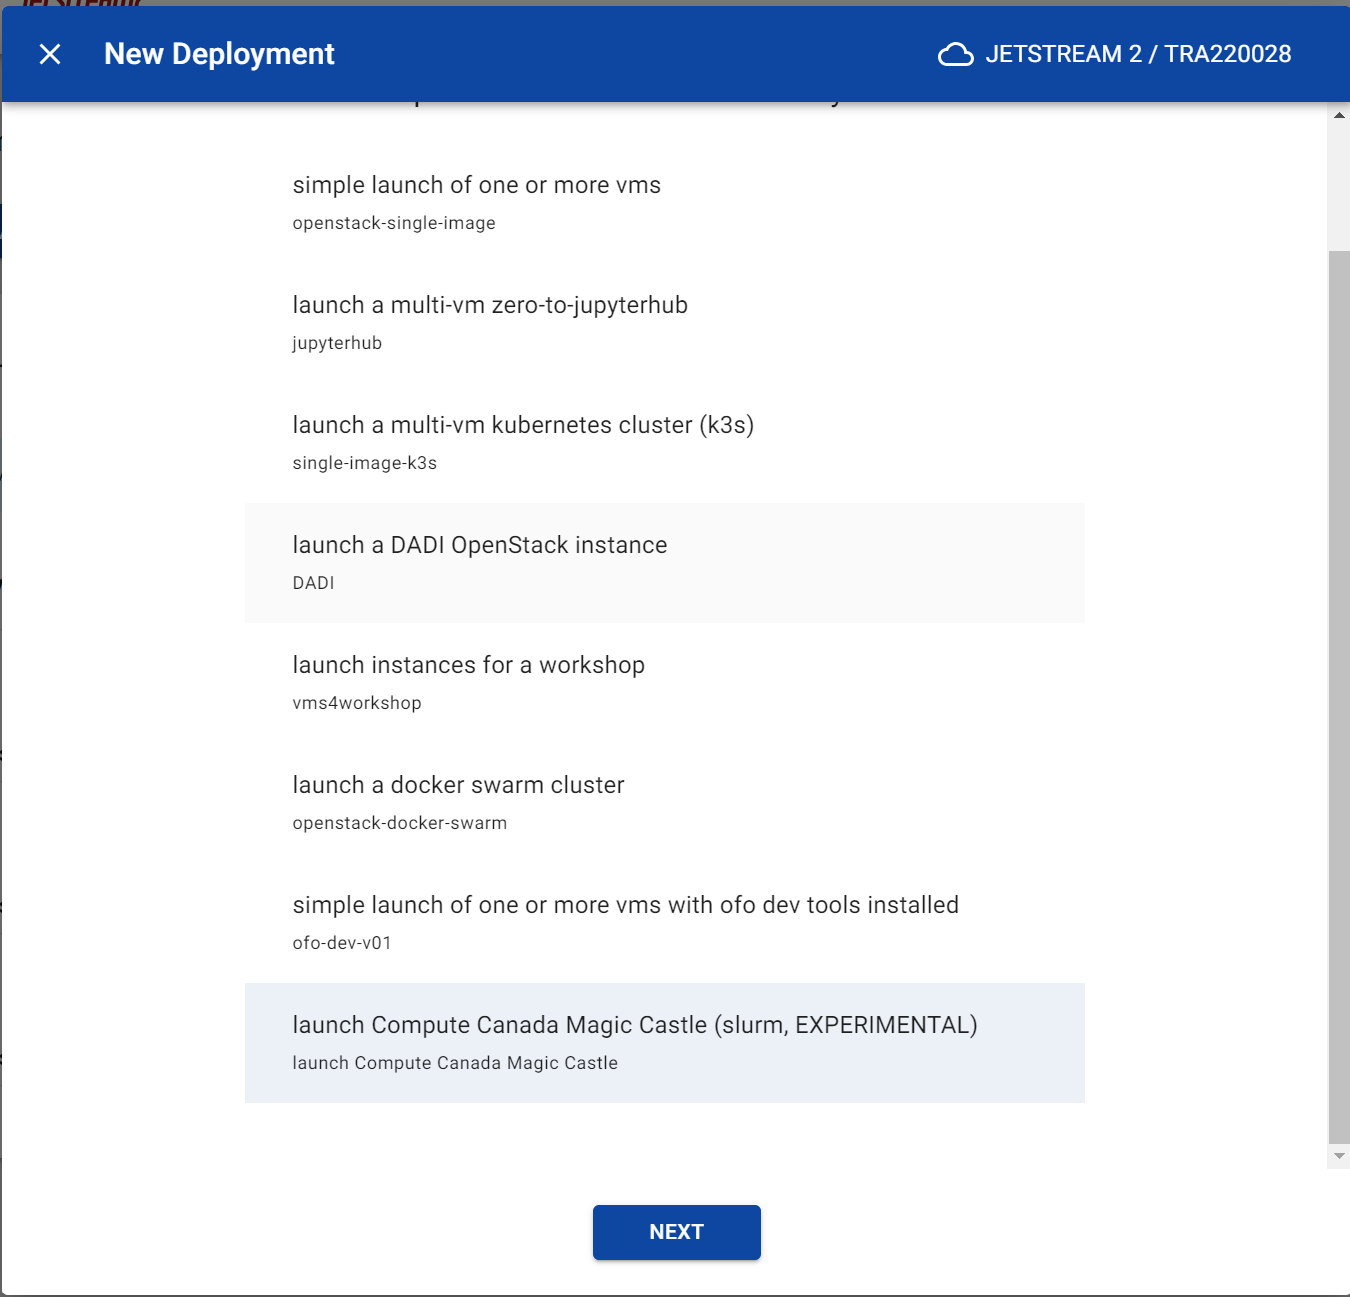 New Deployment
JETSTREAM 2 / TRA220028
simple launch of one or more vms
openstack-single-image
launch a multi-vm zero-to-jupyterhub
jupyterhub
launch a multi-vm kubernetes cluster (k3s)
single-image-k3s
launch a DADI OpenStack instance
DADI
launch instances for a workshop
vms4workshop
launch a docker swarm cluster
openstack-docker-swarm
simple launch of one or more vms with ofo dev tools installed
ofo-dev-v01
launch Compute Canada Magic Castle (slurm, EXPERIMENTAL)
launch Compute Canada Magic Castle
NEXT